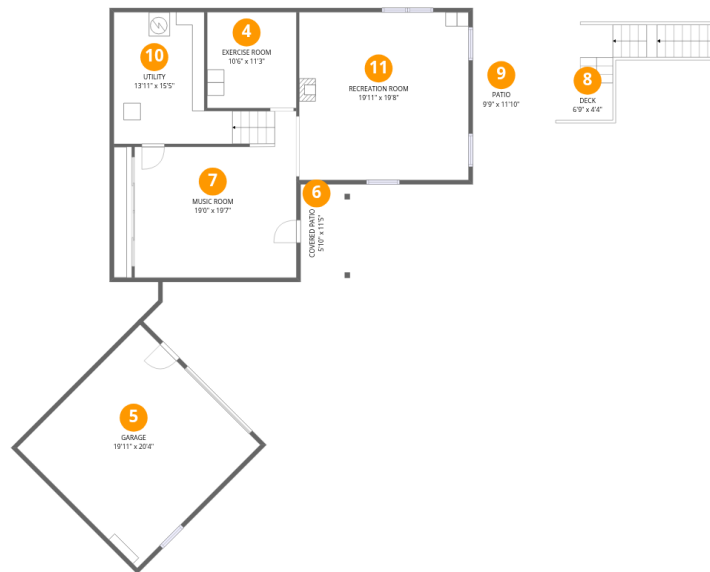 4
EXERCISE ROOM
10'6" x 11'3"
10
UTILITY
13'11" x 15'5"
11
RECREATION ROOM
19'11" x 19'8"
9
PATIO
9'9" x 11'10"
8
DECK
6'9" x 4'4"
7
MUSIC ROOM
19'0" x 19'7"
6
COVERED PATIO
5'10" x 11'5"
5
GARAGE
19'11" x 20'4"